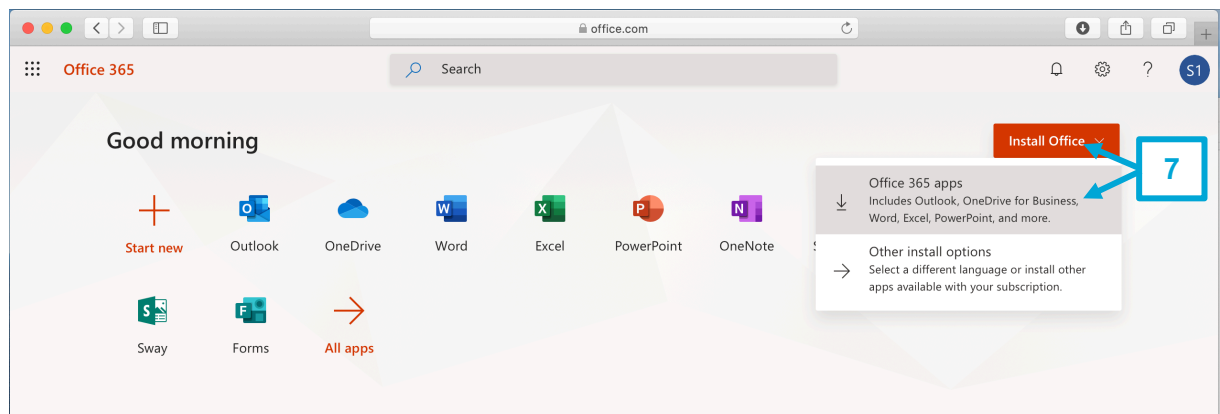 office.com
Office 365
Search
S1
Good morning
Install Office
7
Office 365 apps
Includes Outlook, OneDrive for Business,
Word, Excel, PowerPoint, and more.
Start new
Outlook
OneDrive
Word
Excel
PowerPoint
OneNote
Other install options
Select a different language or install other
apps available with your subscription.
Sway
Forms
All apps